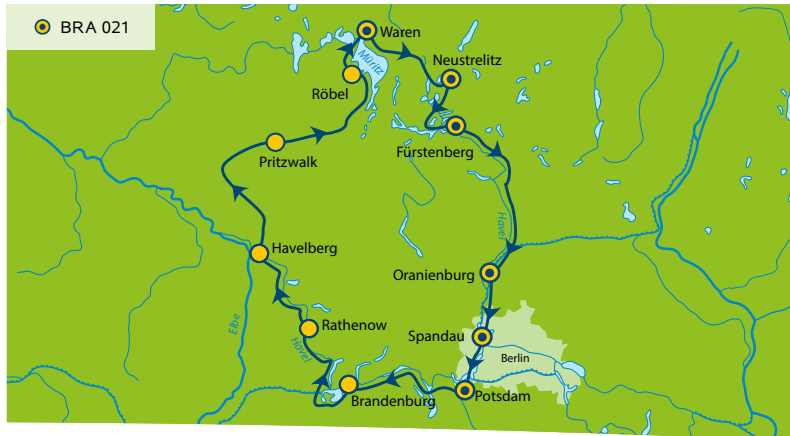 BRA 021
Waren
Müritz
Neustrelitz
Röbel
Pritzwalk
Fürstenberg
Havel
Havelberg
Oranienburg
Elbe
Rathenow
Havel
Spandau
Berlin
Brandenburg
Potsdam